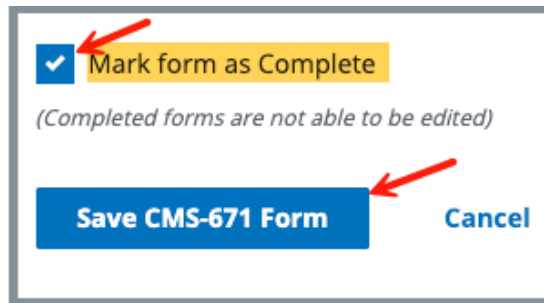 Mark form as Complete
(Completed forms are not able to be edited)
Save CMS-671 Form
Cancel